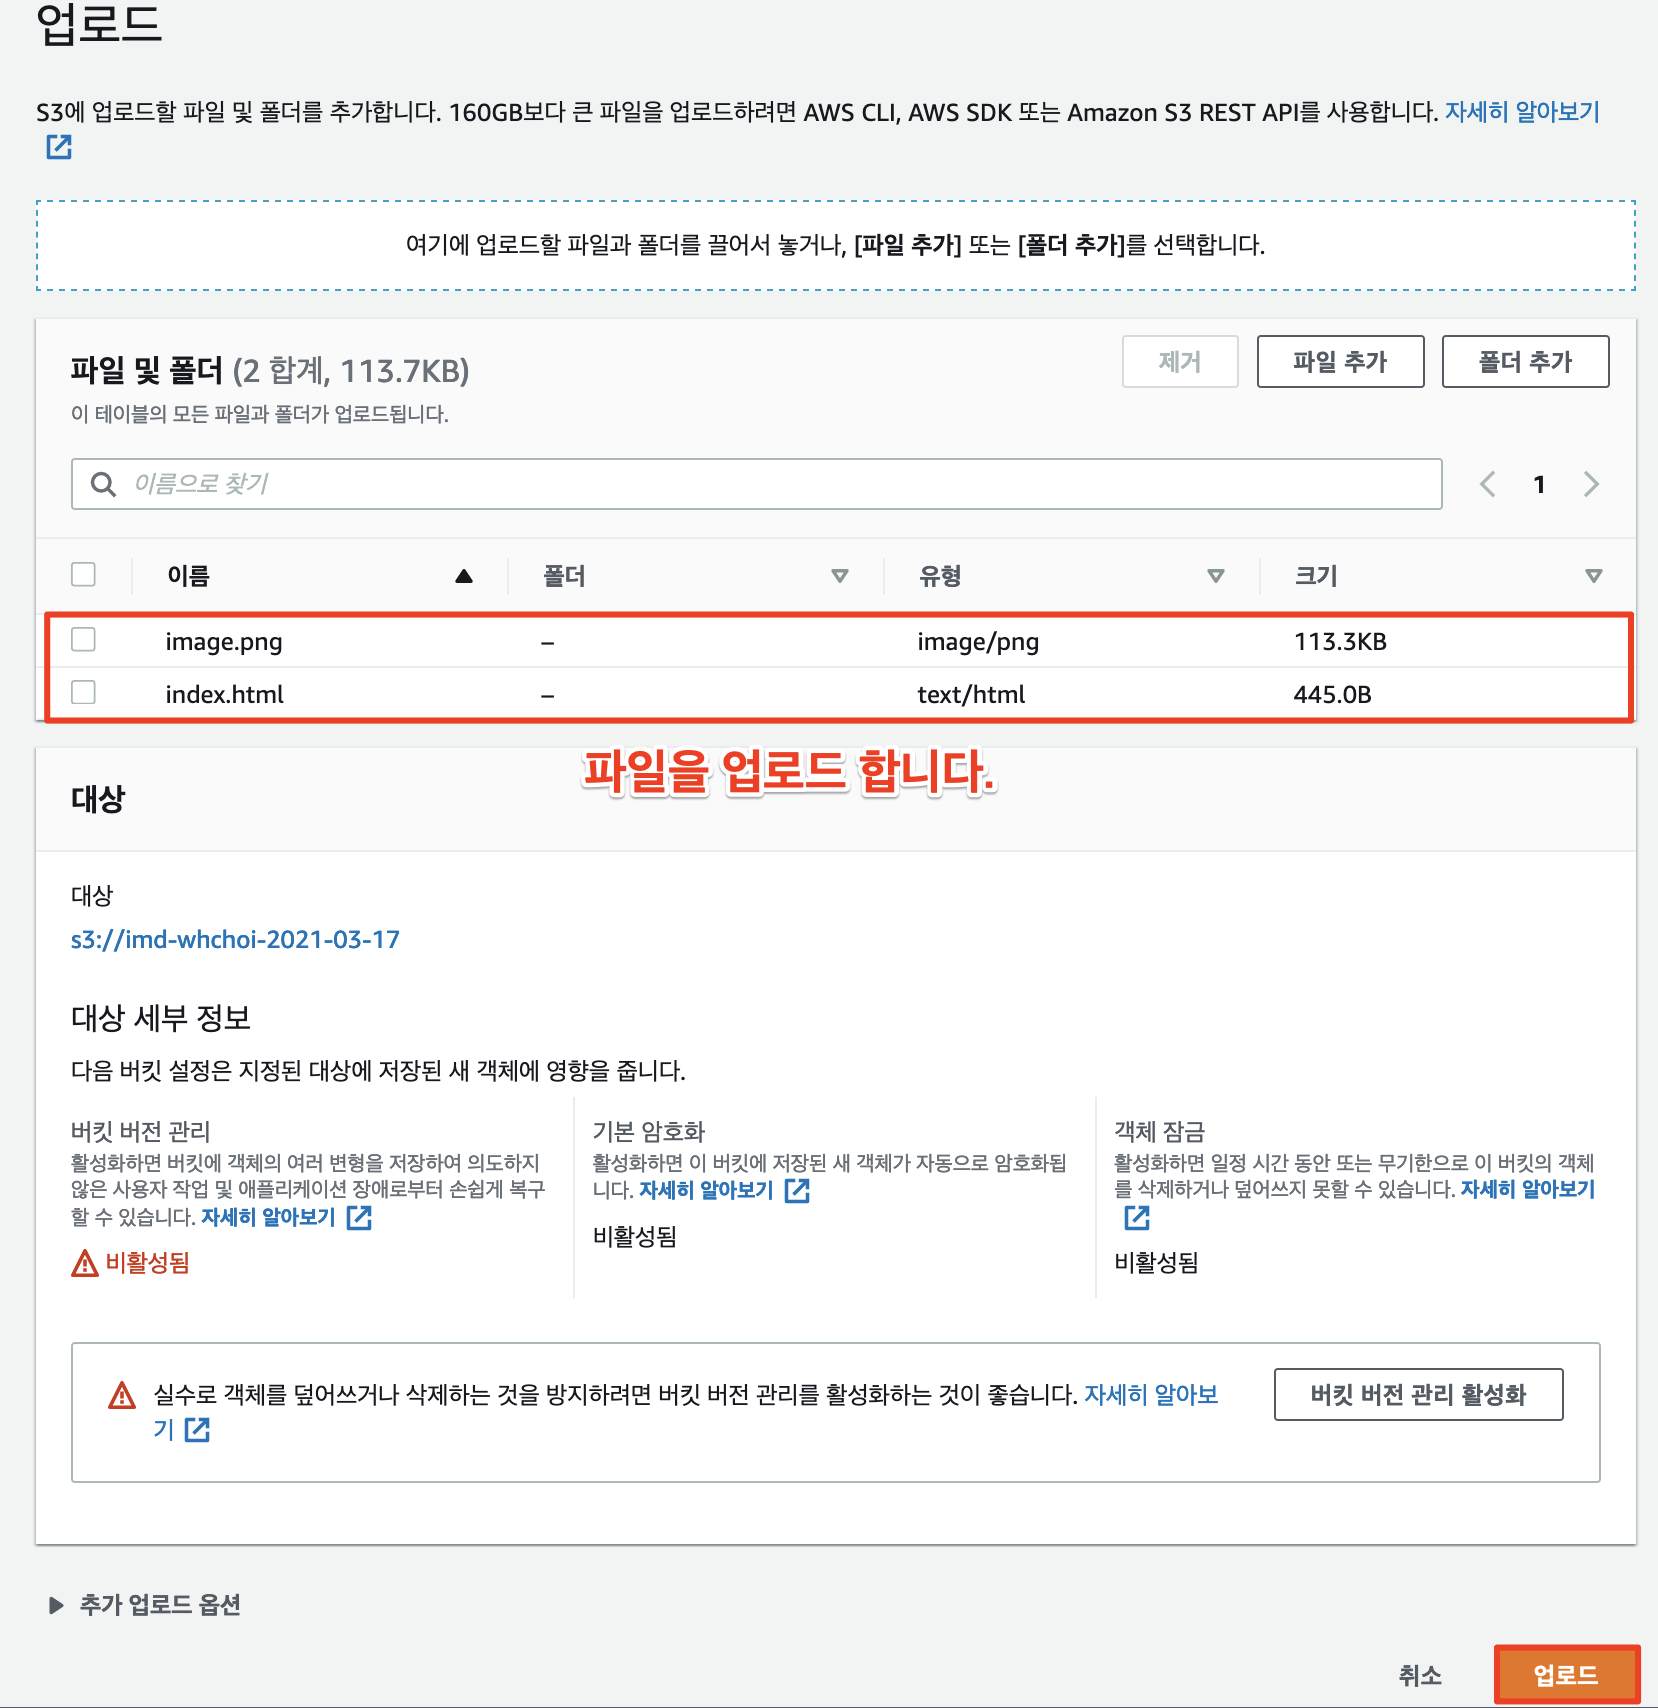 업로드
S3에 업로드할 파일 및 폴더를 추가합니다. 160GB보다 큰 파일을 업로드하려면 AWS CLI, AWS SDK 또는 Amazon S3 REST API를 사용합니다. 자세히 알아보기
여기에 업로드할 파일과 폴더를 끌어서 놓거나, [파일 추가] 또는 [폴더 추가]를 선택합니다.
파일 및 폴더 (2 합계, 113.7KB)
제거 파일 추가 폴더 추가
이 테이블의 모든 파일과 폴더가 업로드됩니다.
이름으로 찾기 1
이름 폴더 유형 크기
image.png – image/png 113.3KB
index.html – text/html 445.0B
파일을 업로드 합니다.
대상
대상
s3://imd-whchoi-2021-03-17
대상 세부 정보
다음 버킷 설정은 지정된 대상에 저장된 새 객체에 영향을 줍니다.
버킷 버전 관리
활성화하면 버킷에 객체의 여러 변형을 저장하여 의도하지
않은 사용자 작업 및 애플리케이션 장애로부터 손쉽게 복구
할 수 있습니다. 자세히 알아보기
비활성됨
기본 암호화
활성화하면 이 버킷에 저장된 새 객체가 자동으로 암호화됩
니다. 자세히 알아보기
비활성됨
객체 잠금
활성화하면 일정 시간 동안 또는 무기한으로 이 버킷의 객체
를 삭제하거나 덮어쓰지 못할 수 있습니다. 자세히 알아보기
비활성됨
실수로 객체를 덮어쓰거나 삭제하는 것을 방지하려면 버킷 버전 관리를 활성화하는 것이 좋습니다. 자세히 알아보
기
버킷 버전 관리 활성화
추가 업로드 옵션
취소 업로드